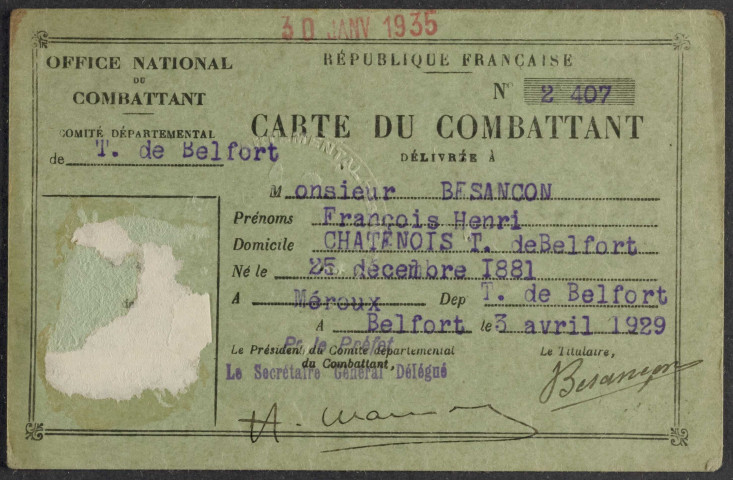 30 JANV 1935
OFFICE NATIONAL
DU
COMBATTANT
COMITÉ DÉPARTEMENTAL
de T. de Belfort
RÉPUBLIQUE FRANÇAISE
N° 2 407
CARTE DU COMBATTANT
DÉLIVRÉE À
Monsieur BESANCON
Prénoms François Henri
Domicile CHATENOIS T. deBelfort
Né le 25 décembre I881
A Méroux Dep T. de Belfort
A Belfort le 3 avril 1929
Le Président du Comité départemental
du Combattant,
Pr le Préfet
Le Secrétaire Général Délégué
Le Titulaire,
Besançon